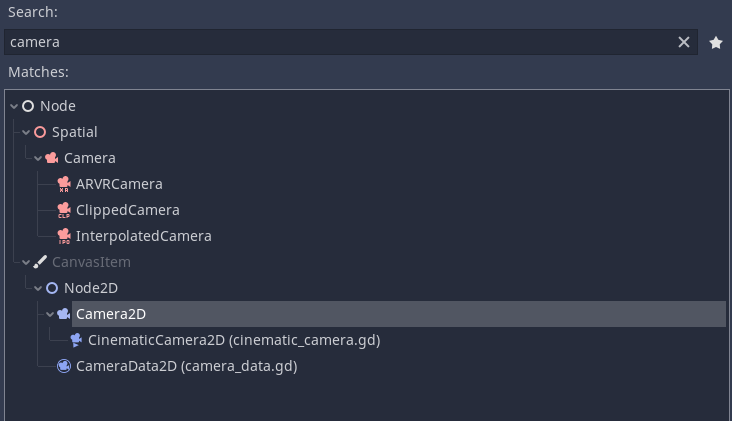 Search:
camera
Matches:
Node
Spatial
Camera
ARVRCamera
ClippedCamera
InterpolatedCamera
CanvasItem
Node2D
Camera2D
CinematicCamera2D (cinematic_camera.gd)
CameraData2D (camera_data.gd)